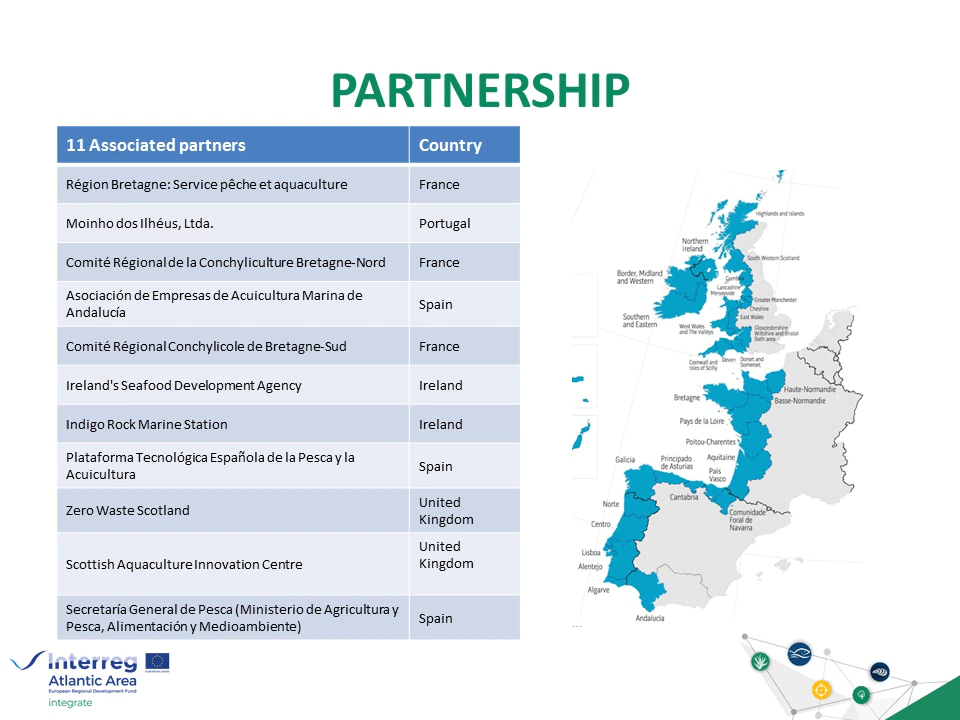 PARTNERSHIP
11 Associated partners Country
Région Bretagne: Service pêche et aquaculture France
Moinho dos Ilhéus, Ltda. Portugal
Comité Régional de la Conchyliculture Bretagne-Nord France
Asociación de Empresas de Acuicultura Marina de
Andalucía
Spain
Comité Régional Conchylicole de Bretagne-Sud France
Ireland's Seafood Development Agency Ireland
Indigo Rock Marine Station Ireland
Plataforma Tecnológica Española de la Pesca y la
Acuicultura
Spain
Zero Waste Scotland
United
Kingdom
Scottish Aquaculture Innovation Centre
United
Kingdom
Secretaría General de Pesca (Ministerio de Agricultura y
Pesca, Alimentación y Medioambiente)
Spain
Highlands and Islands
Northern
Ireland
South Western Scotland
Border, Midland
and Western
Cumbria
Lancashire
Merseyside
Greater Manchester
Cheshire
Southern
and Eastern
East Wales
West Wales
and The Valleys
Gloucestershire
Wiltshire and Bristol
Bath area
Cornwall and
Isles of Scilly
Devon
Dorset and
Somerset
Haute-Normandie
Basse-Normandie
Bretagne
Pays de la Loire
Poitou-Charentes
Aquitaine
Galicia
Principado
de Asturias
País
Vasco
Cantabria
Comunidade
Foral de
Navarra
Norte
Centro
Lisboa
Alentejo
Algarve
Andalucia
Interreg
EUROPEAN UNION
Atlantic Area
European Regional Development Fund
integrate